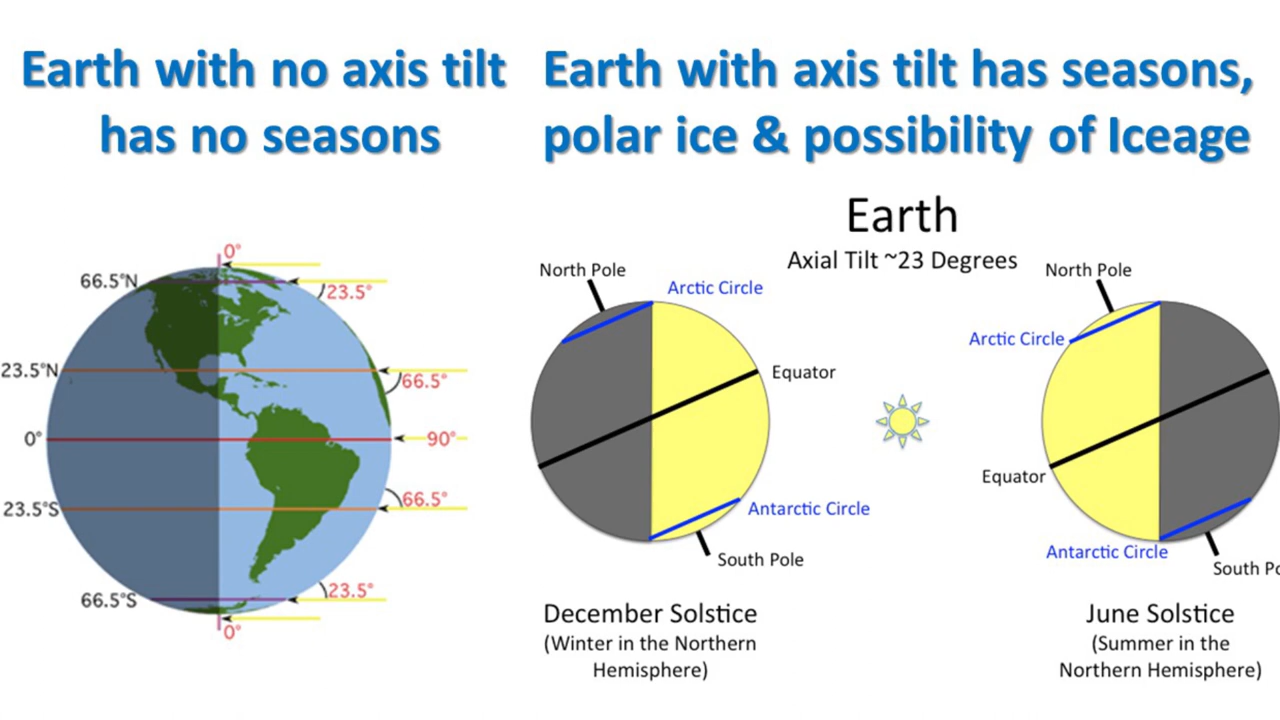 Earth with no axis tilt
has no seasons
Earth with axis tilt has seasons,
polar ice & possibility of Iceage
0°
66.5°N
23.5°
23.5°N
66.5°
0°
90°
23.5°S
66.5°
66.5°S
23.5°
0°
Earth
Axial Tilt ~23 Degrees
North Pole
Arctic Circle
Equator
Antarctic Circle
South Pole
December Solstice
(Winter in the Northern
Hemisphere)
North Pole
Arctic Circle
Equator
Antarctic Circle
South Po
June Solstice
(Summer in the
Northern Hemisphere)